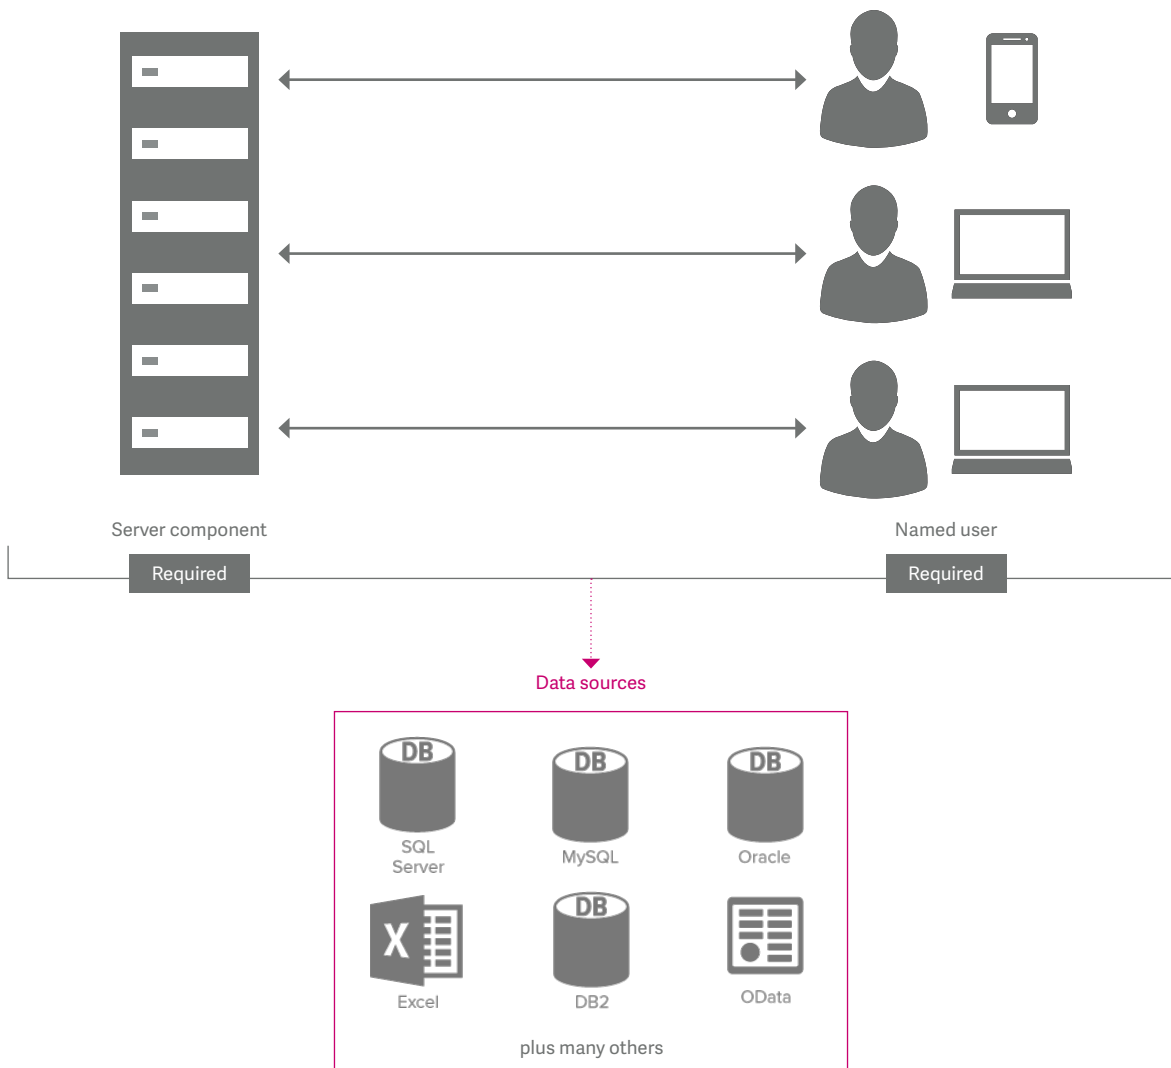 Server component
Named user
Required
Required
Data sources
DB
DB
DB
SQL
Server
MySQL
Oracle
X
DB
Excel
DB2
OData
plus many others